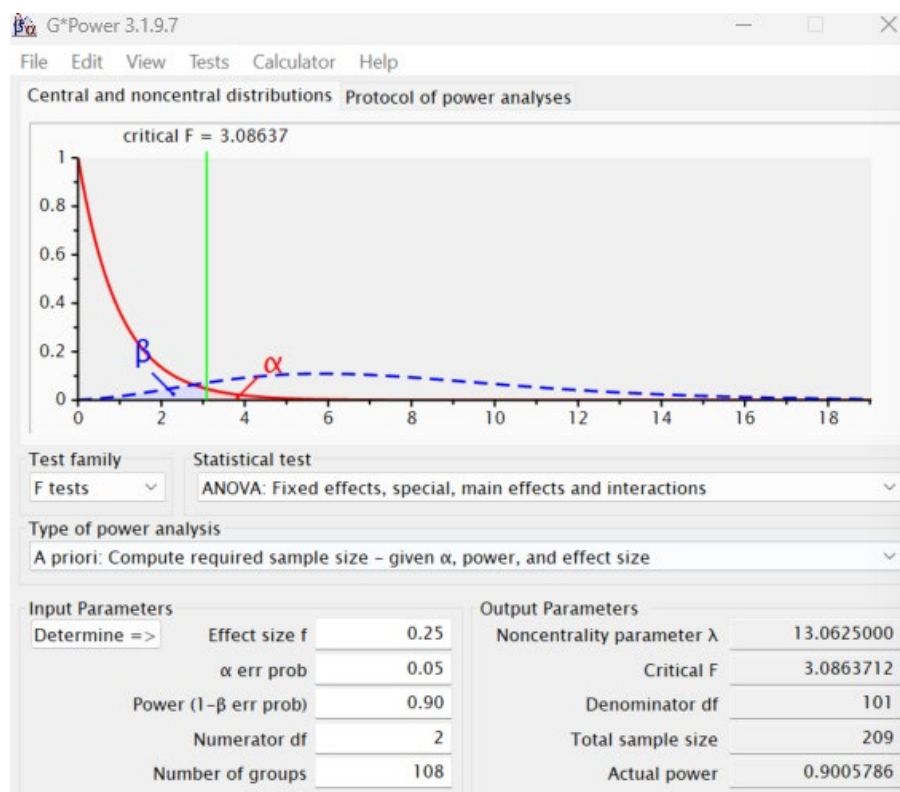 βα G*Power 3.1.9.7
File Edit View Tests Calculator Help
Central and noncentral distributions Protocol of power analyses
critical F = 3.08637
1
0.8
0.6
0.4
0.2
0
β α
0 2 4 6 8 10 12 14 16 18
Test family Statistical test
F tests ANOVA: Fixed effects, special, main effects and interactions
Type of power analysis
A priori: Compute required sample size – given α, power, and effect size
Input Parameters Output Parameters
Determine => Effect size f 0.25 Noncentrality parameter λ 13.0625000
α err prob 0.05 Critical F 3.0863712
Power (1-β err prob) 0.90 Denominator df 101
Numerator df 2 Total sample size 209
Number of groups 108 Actual power 0.9005786